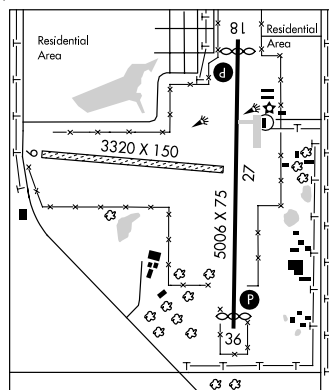 18
Residential
Area
Residential
Area
P
9
3320 X 150
27
5006 X 75
P
36